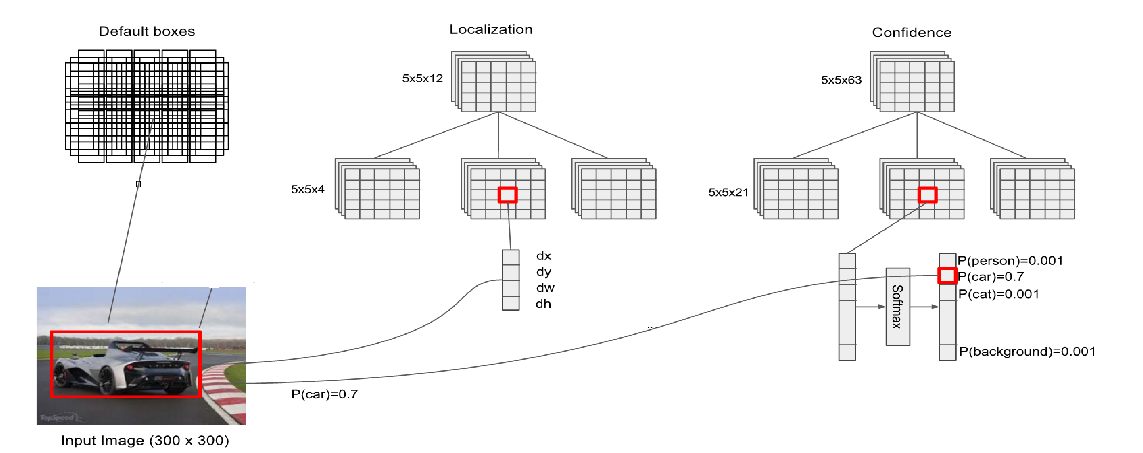 Default boxes
Localization
Confidence
5x5x12
5x5x63
5x5x4
5x5x21
dx
dy
dw
dh
Softmax
P(person)=0.001
P(car)=0.7
P(cat)=0.001
P(background)=0.001
P(car)=0.7
TopSpeed
Input Image (300 x 300)